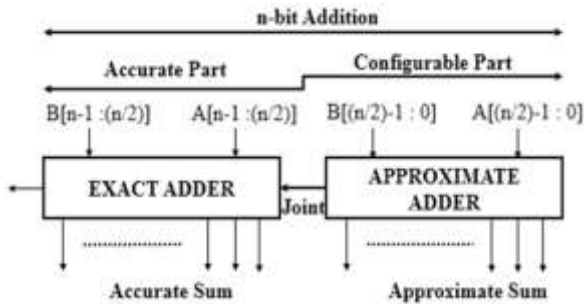 n-bit Addition
Accurate Part
Configurable Part
B[n-1 :(n/2)]
A[n-1 :(n/2)]
B[(n/2)-1 : 0]
A[(n/2)-1 : 0]
EXACT ADDER
Joint
APPROXIMATE
ADDER
Accurate Sum
Approximate Sum